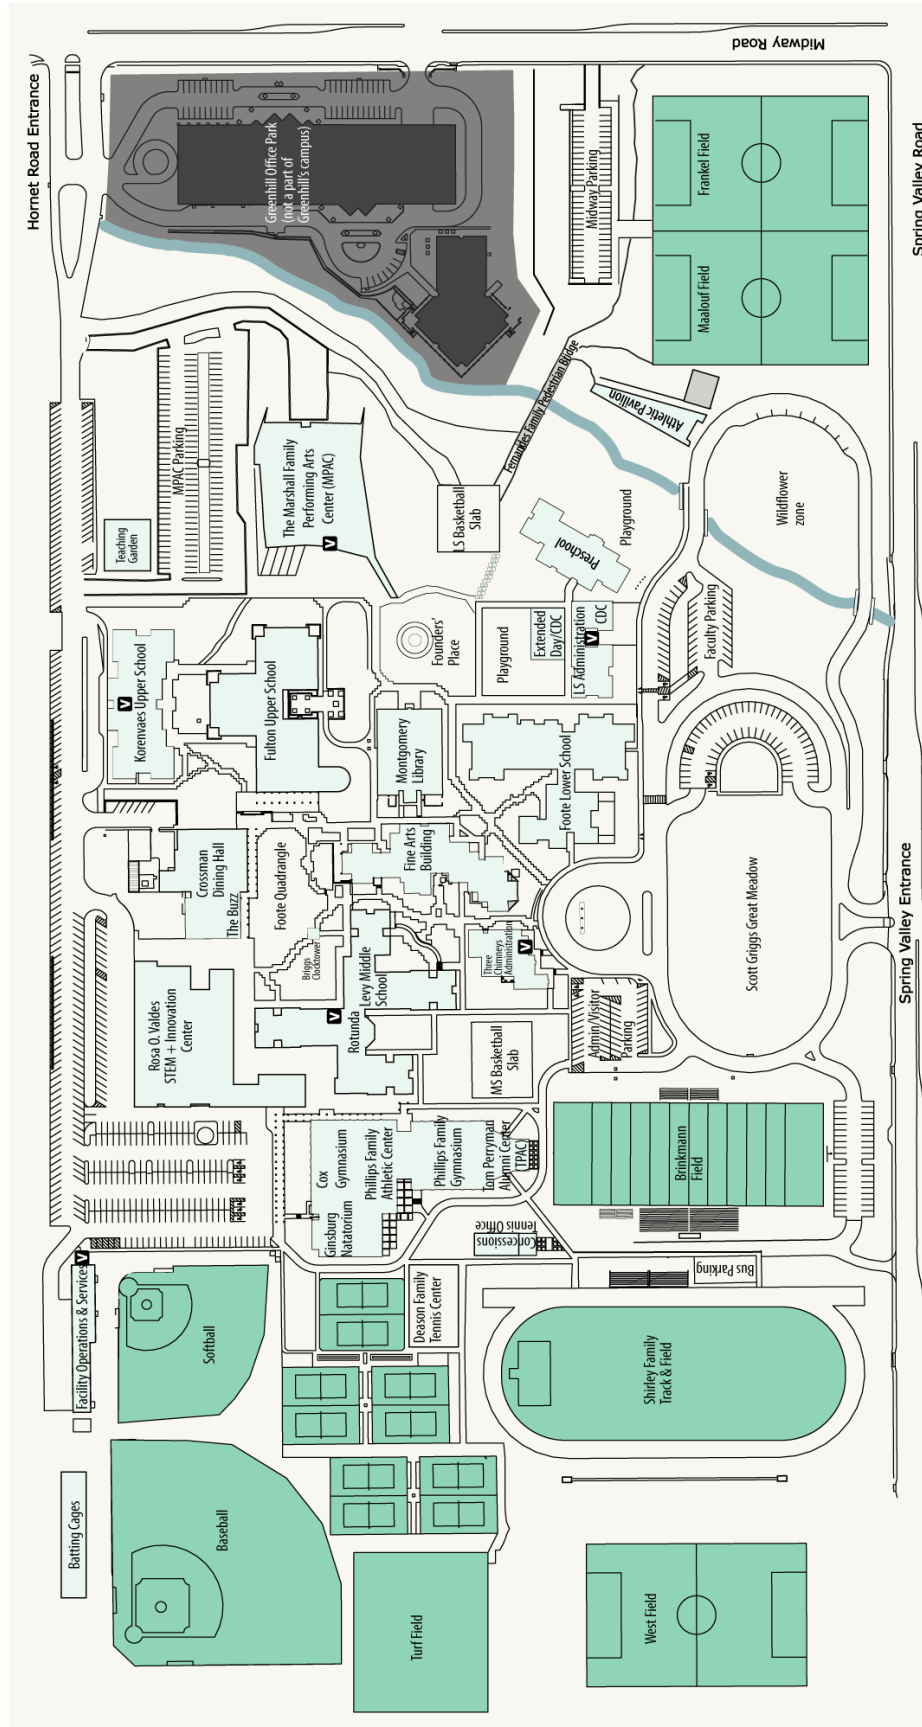 Midway Road
Hornet Road Entrance
Spring Valley Road
Greenhill Office Park
(not a part of
Greenhill's campus)
Midway Parking
Frankel Field
Maalouf Field
Fernandes Family Pedestrian Bridge
Athletic Pavilion
MPAC Parking
The Marshall Family
Performing Arts
Center (MPAC)
V
Teaching
Garden
LS Basketball
Slab
Preschool
Playground
Wildflower
zone
Korenvaes Upper School
V
Fulton Upper School
Founders'
Place
Playground
Extended
Day/CDC
LS Administration
CDC
V
Faculty Parking
Montgomery
Library
Foote Lower School
Crossman
Dining Hall
The Buzz
Foote Quadrangle
Fine Arts
Building
Briggs
Clocktower
Levy Middle
School
Rotunda
V
Three
Chimneys
Administration
V
Scott Griggs Great Meadow
Spring Valley Entrance
Rosa O. Valdes
STEM + Innovation
Center
MS Basketball
Slab
Admin/Visitor
Parking
Cox
Gymnasium
Phillips Family
Athletic Center
Phillips Family
Gymnasium
Tom Perryman
Alumni Center
(TPAC)
Ginsburg
Natatorium
Brinkmann
Field
Concessions
Tennis Office
Bus Parking
V
Facility Operations & Services
Softball
Deason Family
Tennis Center
Shirley Family
Track & Field
Batting Cages
Baseball
Turf Field
West Field